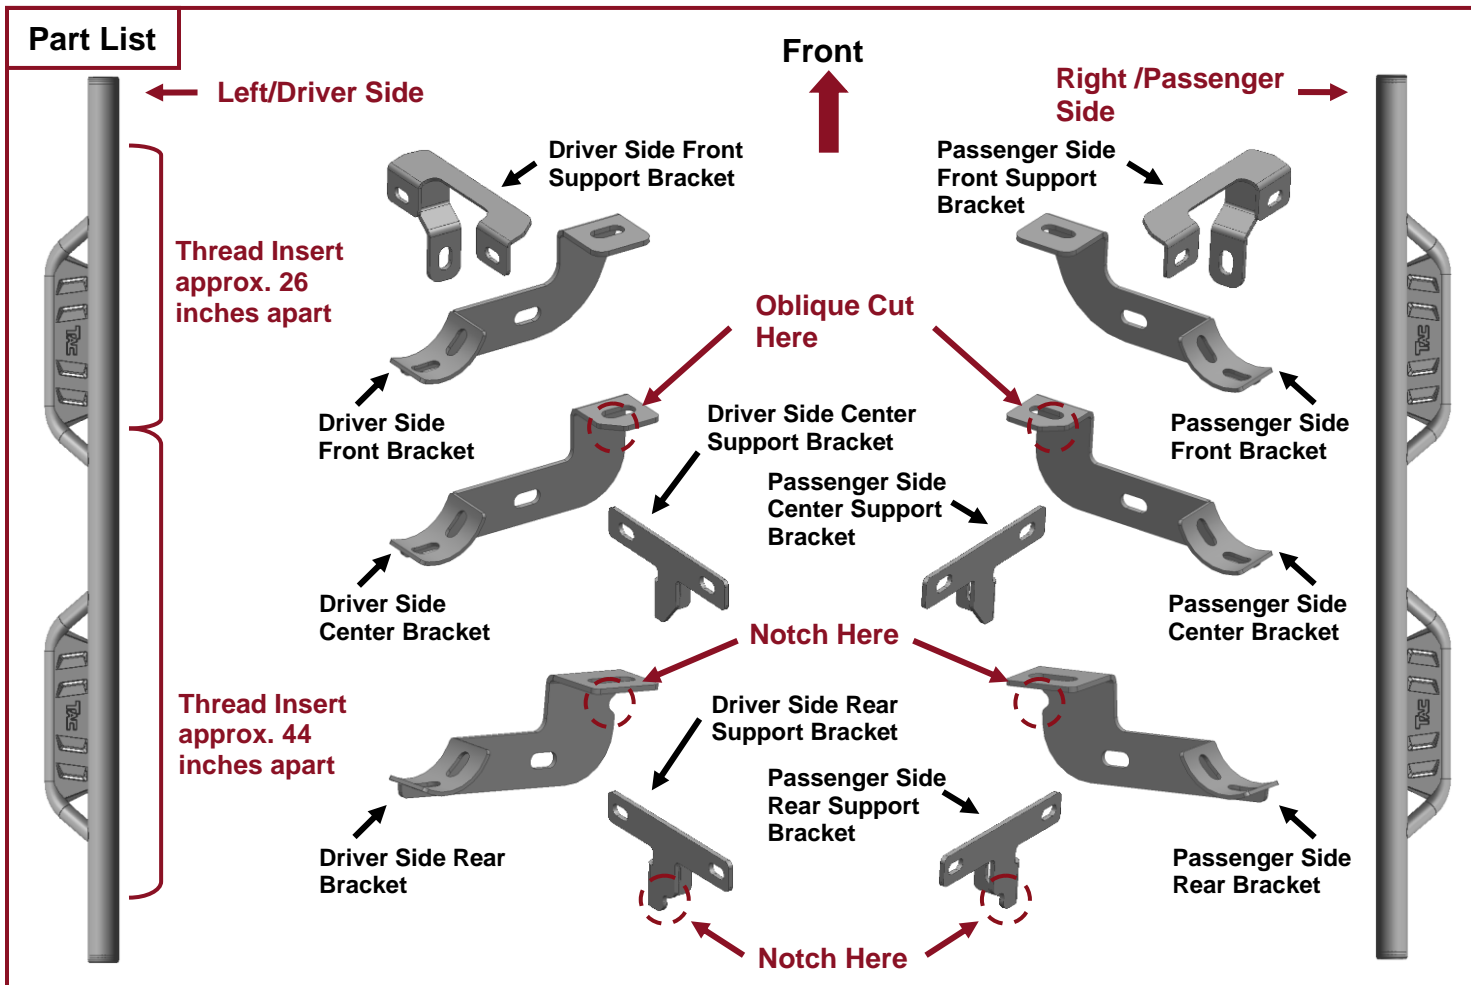 Part List
Front
Left/Driver Side
Right /Passenger
Side
Driver Side Front
Support Bracket
Passenger Side
Front Support
Bracket
Thread Insert
approx. 26
inches apart
Oblique Cut
Here
TAC
TAC
Driver Side
Front Bracket
Driver Side Center
Support Bracket
Passenger Side
Front Bracket
Passenger Side
Center Support
Bracket
Driver Side
Center Bracket
Passenger Side
Center Bracket
Notch Here
Thread Insert
approx. 44
inches apart
TAC
TAC
Driver Side Rear
Support Bracket
Passenger Side
Rear Support
Bracket
Driver Side Rear
Bracket
Passenger Side
Rear Bracket
Notch Here